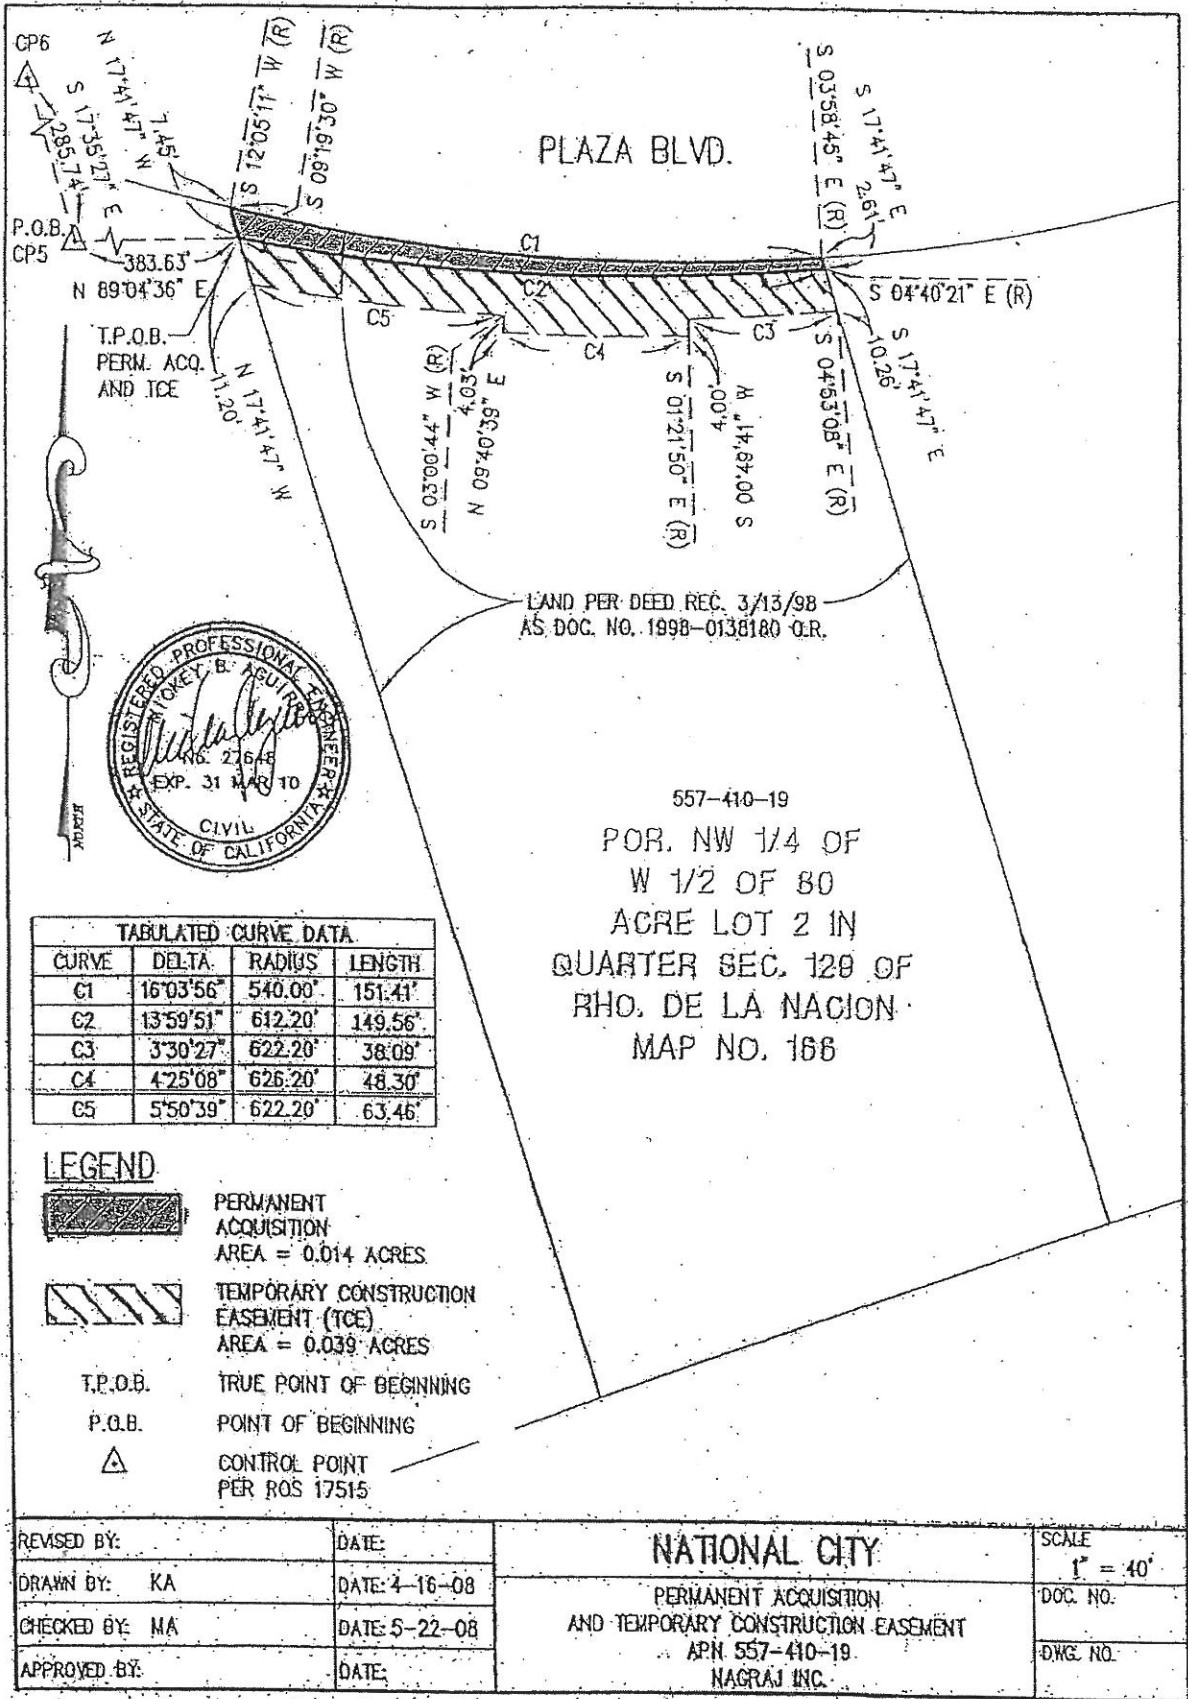 CP6
N 17°41'47" W
7.45'
S 17°35'27" E
285.74'
S 12°05'11" W (R)
S 09°19'30" W (R)
PLAZA BLVD.
S 03°58'45" E (R)
S 17°41'47" E
2.61'
P.O.B.
CP5
383.63'
N 89°04'36" E
C1
C2
S 04°40'21" E (R)
C5
C4
C3
T.P.O.B.
PERM. ACQ.
AND TCE
N 17°41'47" W
11.20'
S 03°00'44" W (R)
4.03'
N 09°40'39" E
S 01°21'50" E (R)
4.00'
S 00°48'41" W
S 04°53'08" E (R)
S 17°41'47" E
10.26'
LAND PER DEED REC. 3/13/98
AS DOC. NO. 1998-0138180 O.R.
NORTH
REGISTERED PROFESSIONAL ENGINEER
MICKEY B. AGUIRRE
No. 27648
EXP. 31 MAR 10
CIVIL
STATE OF CALIFORNIA
557-410-19
POR. NW 1/4 OF
W 1/2 OF 80
ACRE LOT 2 IN
QUARTER SEC. 129 OF
RHO. DE LA NACION
MAP NO. 166
TABULATED CURVE DATA
CURVE DELTA RADIUS LENGTH
C1 16°03'56" 540.00' 151.41'
C2 13°59'51" 612.20' 149.56'
C3 3°30'27" 622.20' 38.09'
C4 4°25'08" 626.20' 48.30'
C5 5°50'39" 622.20' 63.46'
LEGEND
PERMANENT
ACQUISITION
AREA = 0.014 ACRES
TEMPORARY CONSTRUCTION
EASEMENT (TCE)
AREA = 0.039 ACRES
T.P.O.B. TRUE POINT OF BEGINNING
P.O.B. POINT OF BEGINNING
CONTROL POINT
PER ROS 17515
REVISED BY: DATE:
DRAWN BY: KA DATE: 4-16-08
CHECKED BY: MA DATE: 5-22-08
APPROVED BY: DATE:
NATIONAL CITY
PERMANENT ACQUISITION
AND TEMPORARY CONSTRUCTION EASEMENT
APN 557-410-19
NAGRAJ INC.
SCALE
1" = 40'
DOC. NO.
DWG. NO.